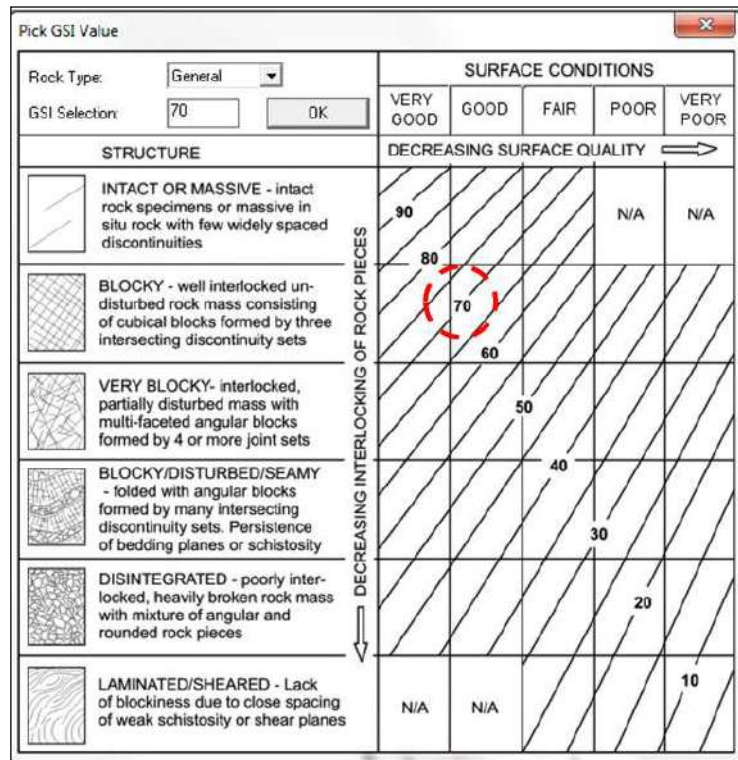 Pick GSI Value
Rock Type: General
GSI Selection: 70 OK
SURFACE CONDITIONS
VERY GOOD GOOD FAIR POOR VERY POOR
STRUCTURE
DECREASING SURFACE QUALITY
DECREASING INTERLOCKING OF ROCK PIECES
INTACT OR MASSIVE - intact
rock specimens or massive in
situ rock with few widely spaced
discontinuities
90
80
N/A N/A
BLOCKY - well interlocked un-
disturbed rock mass consisting
of cubical blocks formed by three
intersecting discontinuity sets
70
60
VERY BLOCKY- interlocked,
partially disturbed mass with
multi-faceted angular blocks
formed by 4 or more joint sets
50
BLOCKY/DISTURBED/SEAMY
- folded with angular blocks
formed by many intersecting
discontinuity sets. Persistence
of bedding planes or schistosity
40
30
DISINTEGRATED - poorly inter-
locked, heavily broken rock mass
with mixture of angular and
rounded rock pieces
20
LAMINATED/SHEARED - Lack
of blockiness due to close spacing
of weak schistosity or shear planes
N/A N/A
10